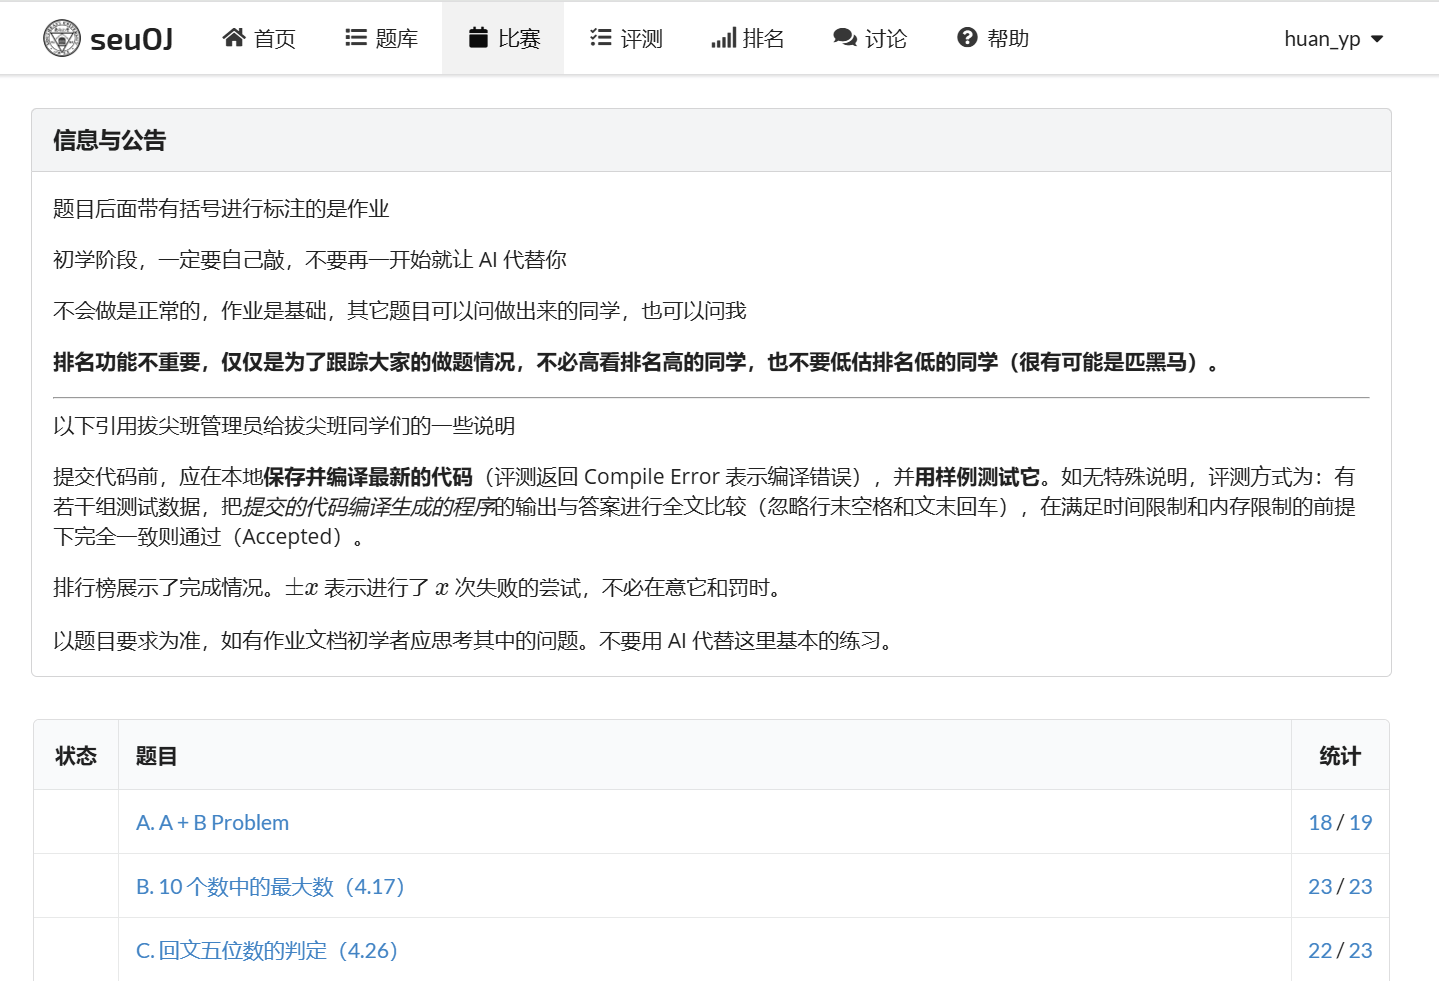 seuOJ 首页 题库 比赛 评测 排名 讨论 帮助 huan_yp
信息与公告
题目后面带有括号进行标注的是作业
初学阶段，一定要自己敲，不要再一开始就让 AI 代替你
不会做是正常的，作业是基础，其它题目可以问做出来的同学，也可以问我
排名功能不重要，仅仅是为了跟踪大家的做题情况，不必高看排名高的同学，也不要低估排名低的同学（很有可能是匹黑马）。
以下引用拔尖班管理员给拔尖班同学们的一些说明
提交代码前，应在本地保存并编译最新的代码（评测返回 Compile Error 表示编译错误），并用样例测试它。如无特殊说明，评测方式为：有
若干组测试数据，把提交的代码编译生成的程序的输出与答案进行全文比较（忽略行末空格和文末回车），在满足时间限制和内存限制的前提
下完全一致则通过（Accepted）。
排行榜展示了完成情况。±x 表示进行了 x 次失败的尝试，不必在意它和罚时。
以题目要求为准，如有作业文档初学者应思考其中的问题。不要用 AI 代替这里基本的练习。
状态 题目 统计
A. A + B Problem 18 / 19
B. 10 个数中的最大数（4.17） 23 / 23
C. 回文五位数的判定（4.26） 22 / 23